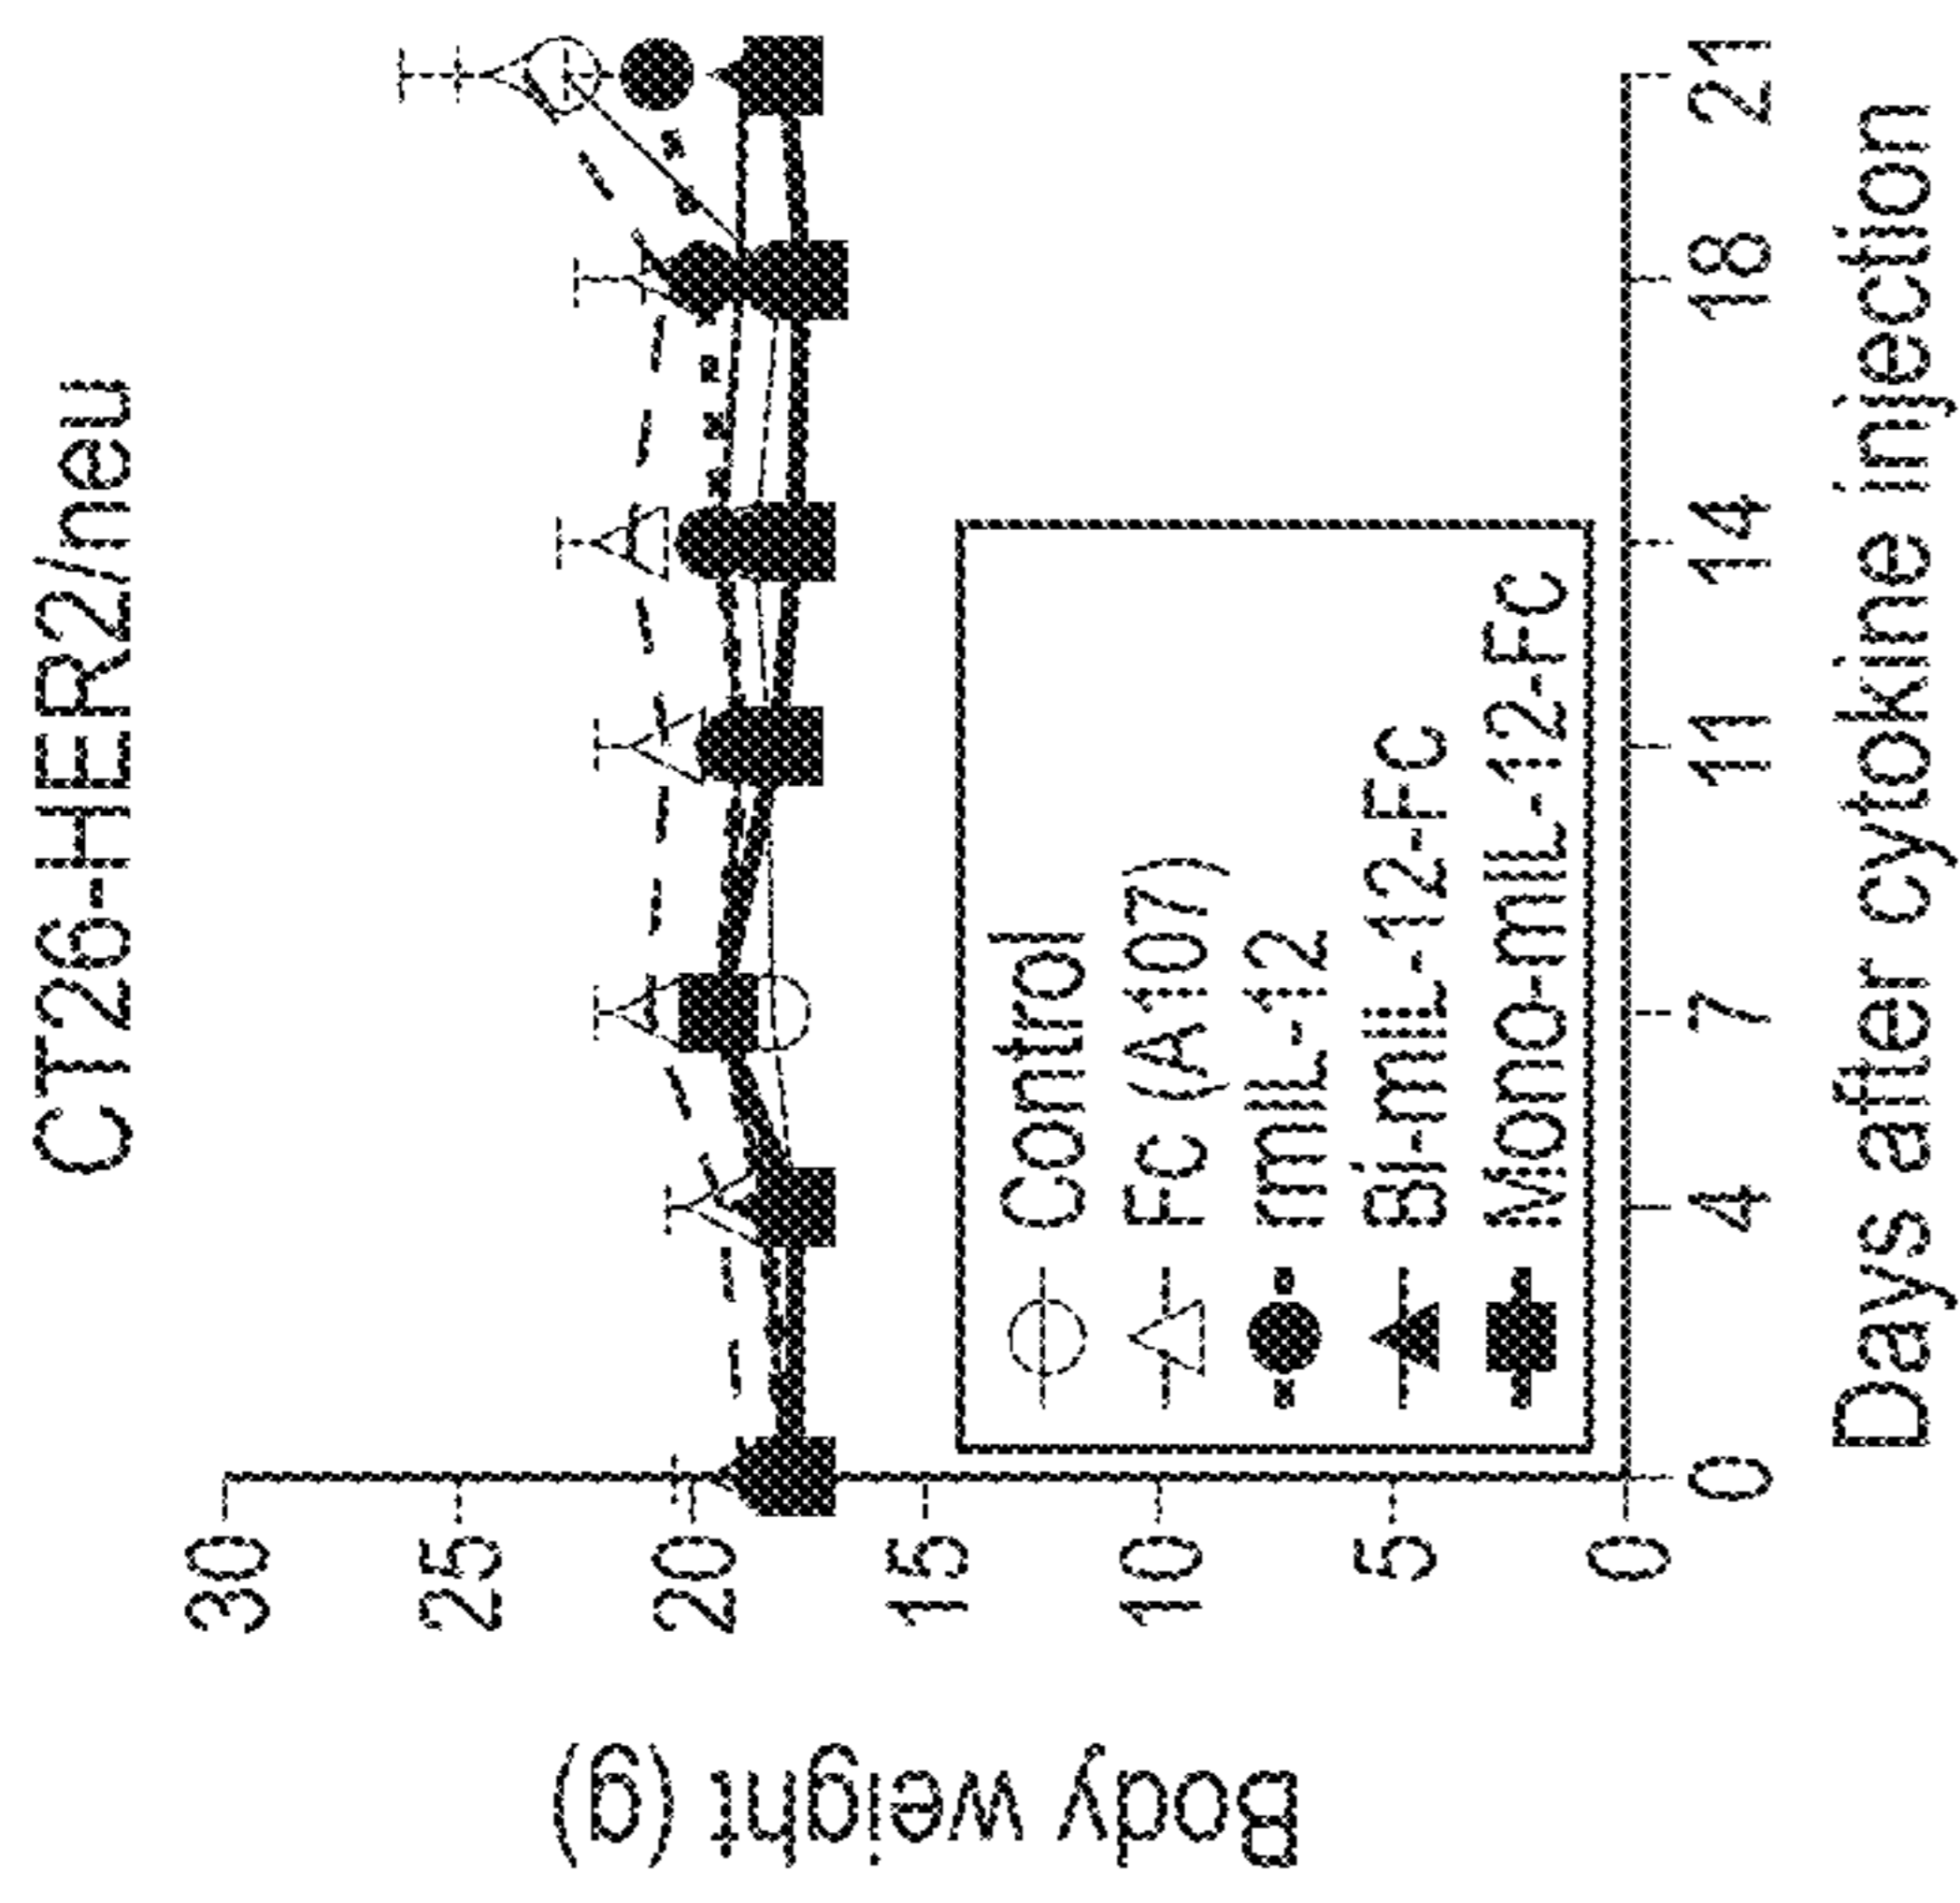 CT26-HER2/neu
Body weight (g)
30
25
20
15
10
5
0
Control
Fc (A107)
mIL-12
Bi-mIL-12-Fc
Mono-mIL-12-Fc
0 4 7 11 14 18 21
Days after cytokine injection